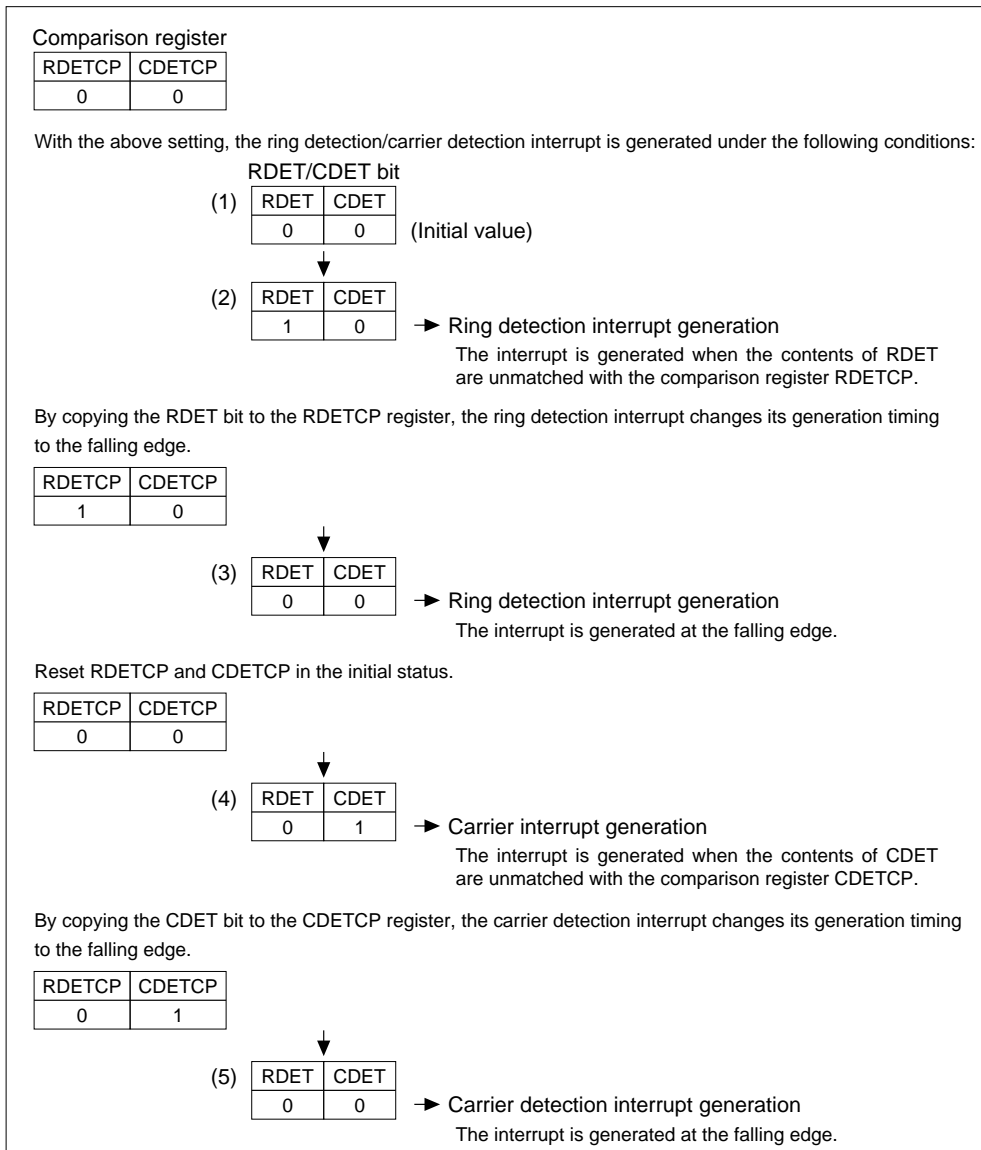 Comparison register
RDETCP CDETCP
0 0
With the above setting, the ring detection/carrier detection interrupt is generated under the following conditions:
RDET/CDET bit
(1) RDET CDET
0 0 (Initial value)
(2) RDET CDET
1 0 Ring detection interrupt generation
The interrupt is generated when the contents of RDET
are unmatched with the comparison register RDETCP.
By copying the RDET bit to the RDETCP register, the ring detection interrupt changes its generation timing
to the falling edge.
RDETCP CDETCP
1 0
(3) RDET CDET
0 0 Ring detection interrupt generation
The interrupt is generated at the falling edge.
Reset RDETCP and CDETCP in the initial status.
RDETCP CDETCP
0 0
(4) RDET CDET
0 1 Carrier interrupt generation
The interrupt is generated when the contents of CDET
are unmatched with the comparison register CDETCP.
By copying the CDET bit to the CDETCP register, the carrier detection interrupt changes its generation timing
to the falling edge.
RDETCP CDETCP
0 1
(5) RDET CDET
0 0 Carrier detection interrupt generation
The interrupt is generated at the falling edge.